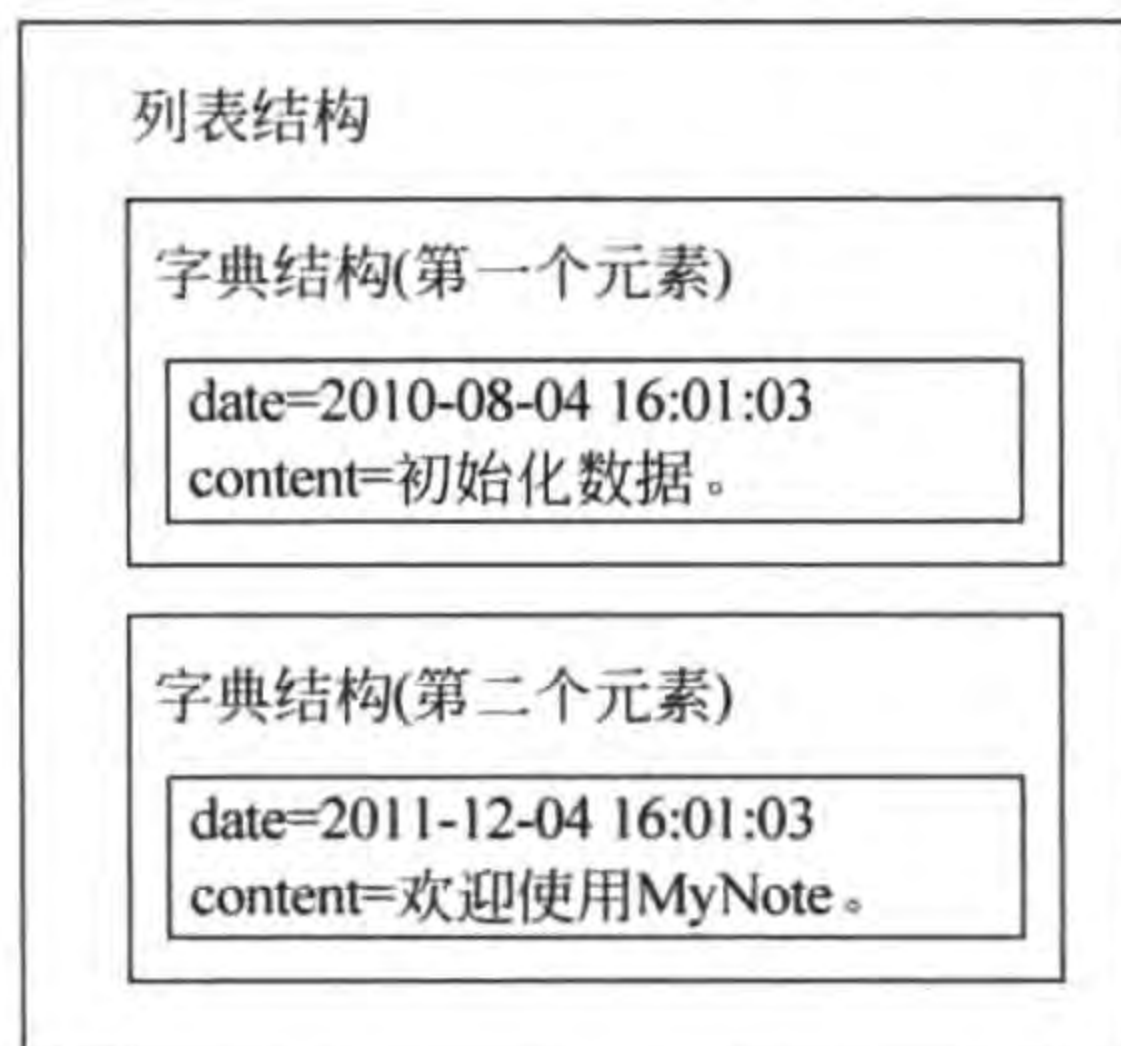 列表结构
字典结构(第一个元素)
date=2010-08-04 16:01:03
content=初始化数据。
字典结构(第二个元素)
date=2011-12-04 16:01:03
content=欢迎使用MyNote。